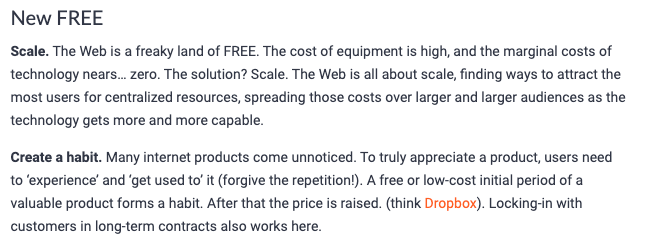 New FREE
Scale. The Web is a freaky land of FREE. The cost of equipment is high, and the marginal costs of
technology nears... zero. The solution? Scale. The Web is all about scale, finding ways to attract the
most users for centralized resources, spreading those costs over larger and larger audiences as the
technology gets more and more capable.
Create a habit. Many internet products come unnoticed. To truly appreciate a product, users need
to ‘experience’ and ‘get used to’ it (forgive the repetition!). A free or low-cost initial period of a
valuable product forms a habit. After that the price is raised. (think Dropbox). Locking-in with
customers in long-term contracts also works here.